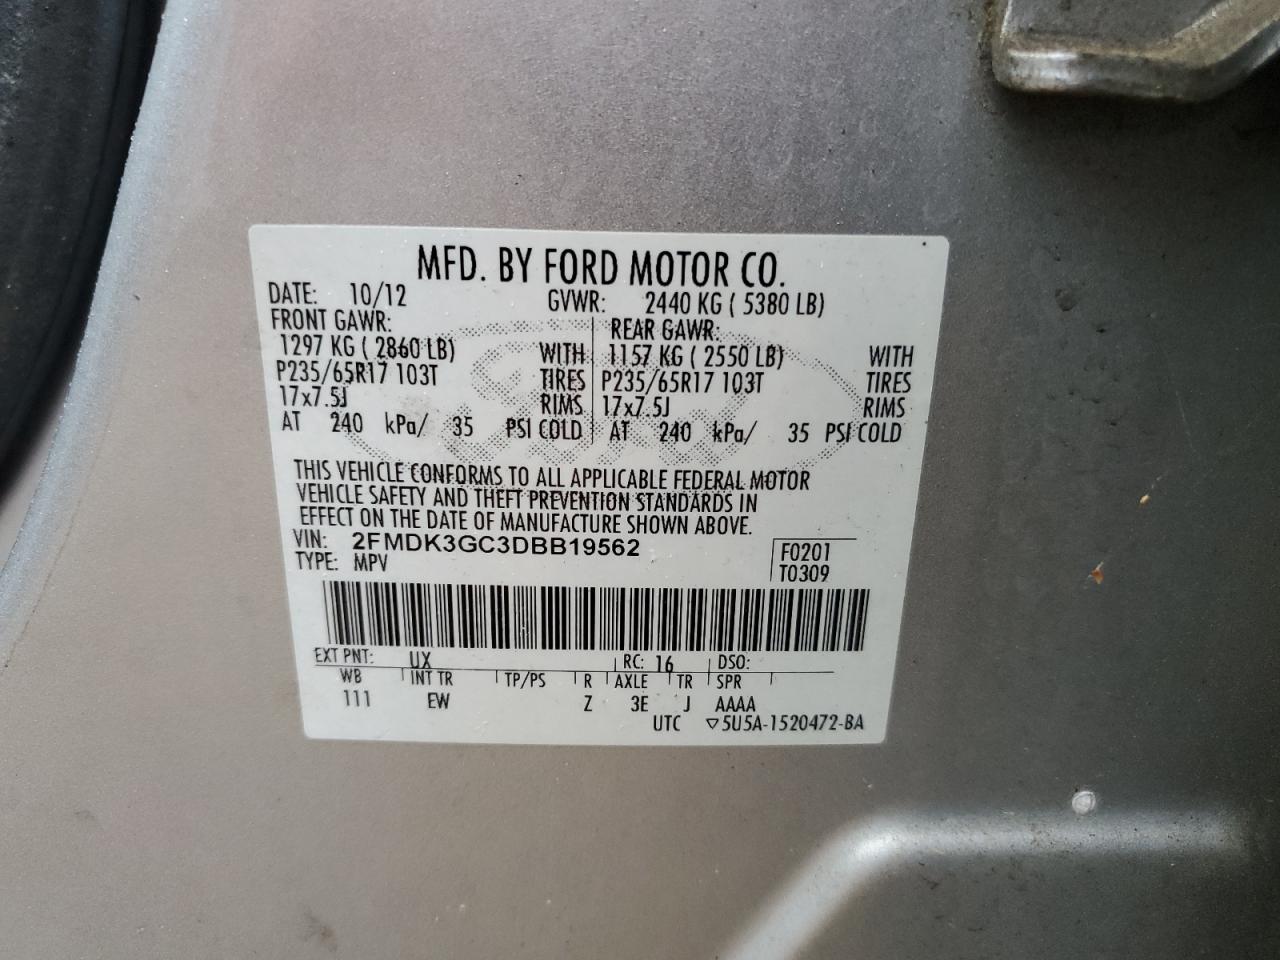 MFD. BY FORD MOTOR CO.
DATE: 10/12 GVWR: 2440 KG ( 5380 LB)
FRONT GAWR: REAR GAWR:
1297 KG ( 2860 LB) WITH 1157 KG ( 2550 LB) WITH
P235/65R17 103T TIRES P235/65R17 103T TIRES
17x7.5J RIMS 17x7.5J RIMS
AT 240 kPa/ 35 PSI COLD AT 240 kPa/ 35 PSI COLD
THIS VEHICLE CONFORMS TO ALL APPLICABLE FEDERAL MOTOR
VEHICLE SAFETY AND THEFT PREVENTION STANDARDS IN
EFFECT ON THE DATE OF MANUFACTURE SHOWN ABOVE.
VIN: 2FMDK3GC3DBB19562 F0201
TYPE: MPV T0309
EXT PNT: UX RC: 16 DSO:
WB INT TR TP/PS R AXLE TR SPR
111 EW Z 3E J AAAA
UTC ▽5U5A-1520472-BA